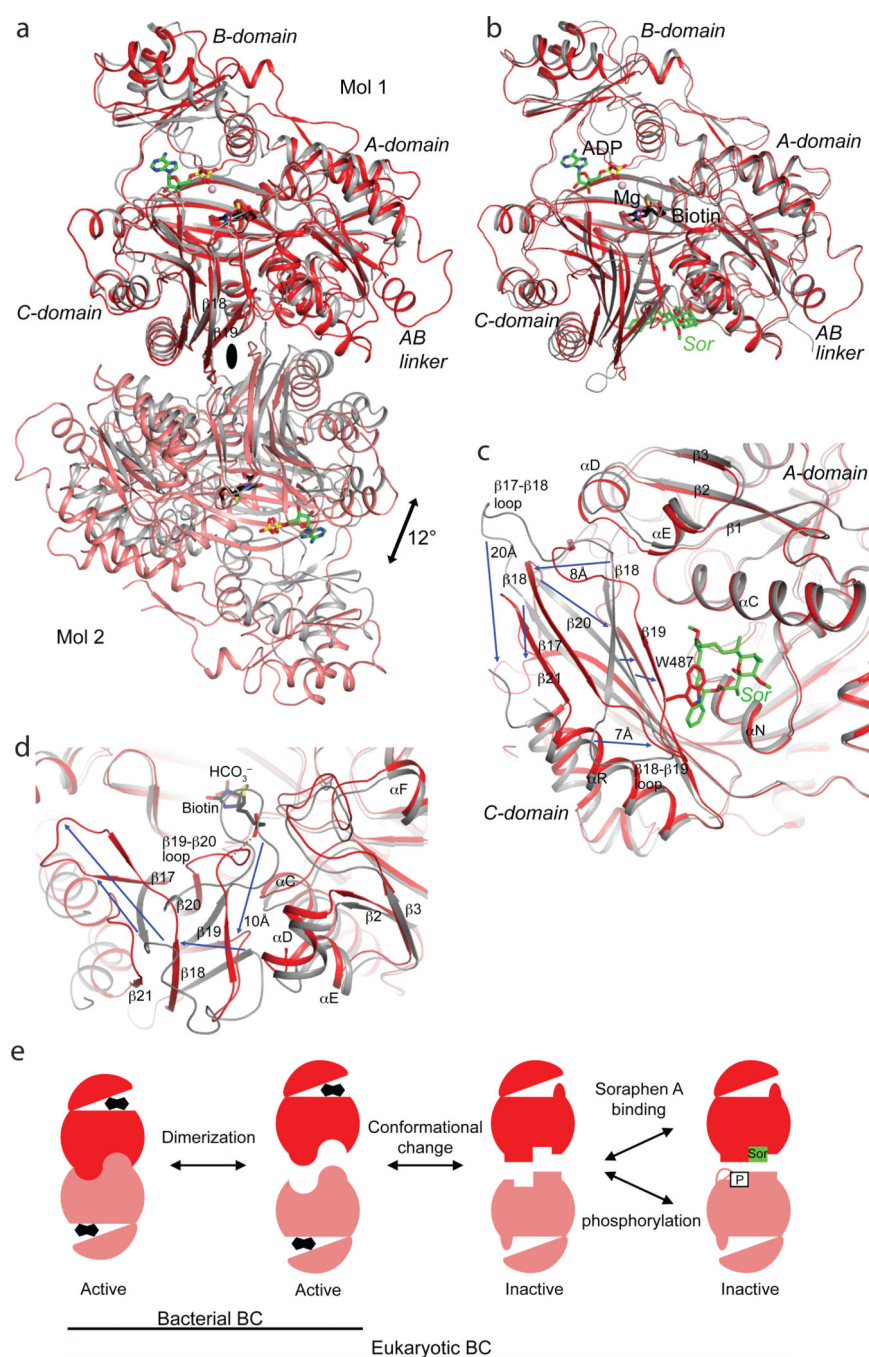 a
B-domain
Mol 1
A-domain
β18
β19
C-domain
AB
linker
12°
Mol 2
b
B-domain
A-domain
ADP
Mg
Biotin
C-domain
Sor
AB
linker
c
β17-β18
loop
αD
β3
β2
A-domain
αE
β1
20Å
β18
8Å
β18
αC
β20
β19
β17
W487
β21
Sor
αN
7Å
αR
β18-β19
loop
C-domain
d
HCO3−
Biotin
αF
β19-β20
loop
β17
αC
β20
β2
β3
β19
10Å
αD
β18
β21
αE
e
Soraphen A
binding
Dimerization
Conformational
change
Sor
P
phosphorylation
Active
Active
Inactive
Inactive
Bacterial BC
Eukaryotic BC